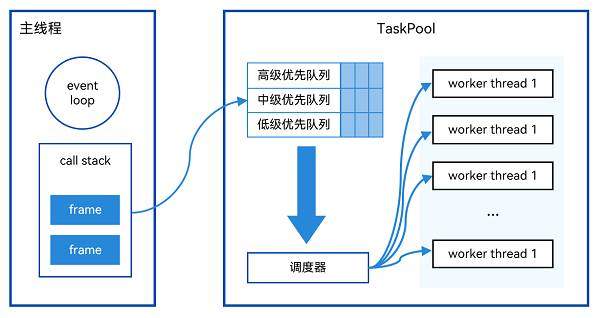 主线程
event
loop
call stack
frame
frame
TaskPool
高级优先队列
中级优先队列
低级优先队列
调度器
worker thread 1
worker thread 1
worker thread 1
...
worker thread 1